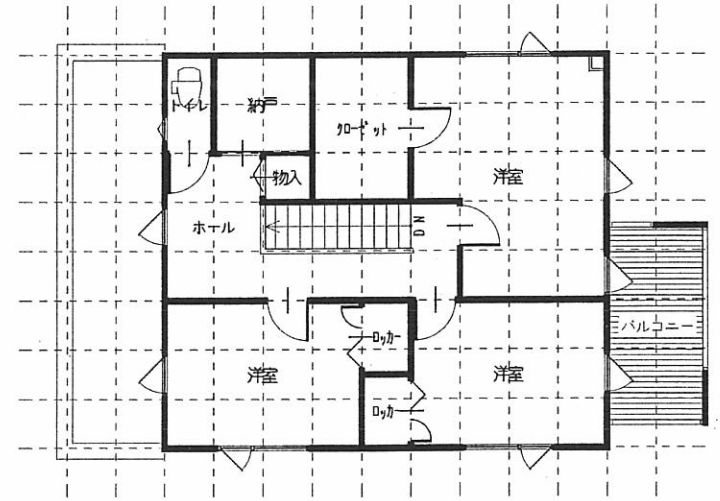 トイレ
納戸
クローゼット
物入
洋室
ホール
DN
バルコニー
ロッカー
洋室
洋室
ロッカー